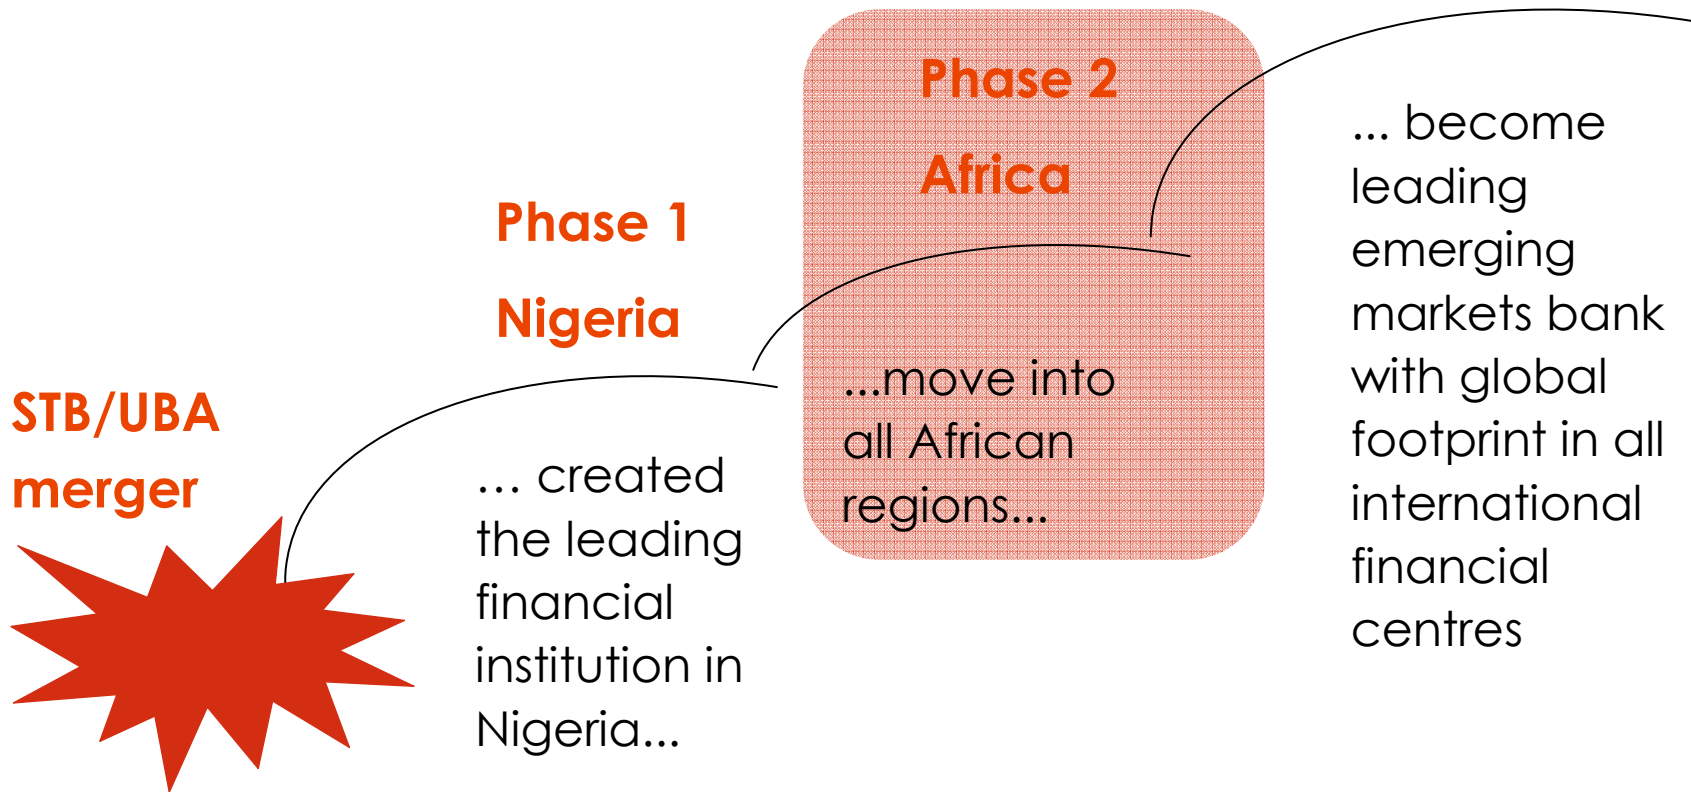 STB/UBA
merger
Phase 1
Nigeria
… created
the leading
financial
institution in
Nigeria...
Phase 2
Africa
...move into
all African
regions...
... become
leading
emerging
markets bank
with global
footprint in all
international
financial
centres